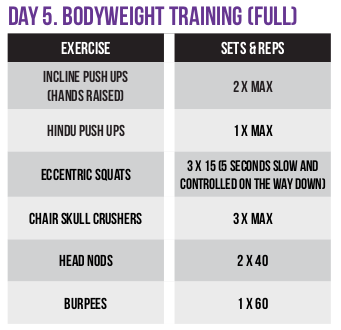 DAY 5. BODYWEIGHT TRAINING (FULL)
EXERCISE SETS & REPS
INCLINE PUSH UPS
(HANDS RAISED) 2 X MAX
HINDU PUSH UPS 1 X MAX
ECCENTRIC SQUATS 3 X 15 (5 SECONDS SLOW AND
CONTROLLED ON THE WAY DOWN)
CHAIR SKULL CRUSHERS 3 X MAX
HEAD NODS 2 X 40
BURPEES 1 X 60